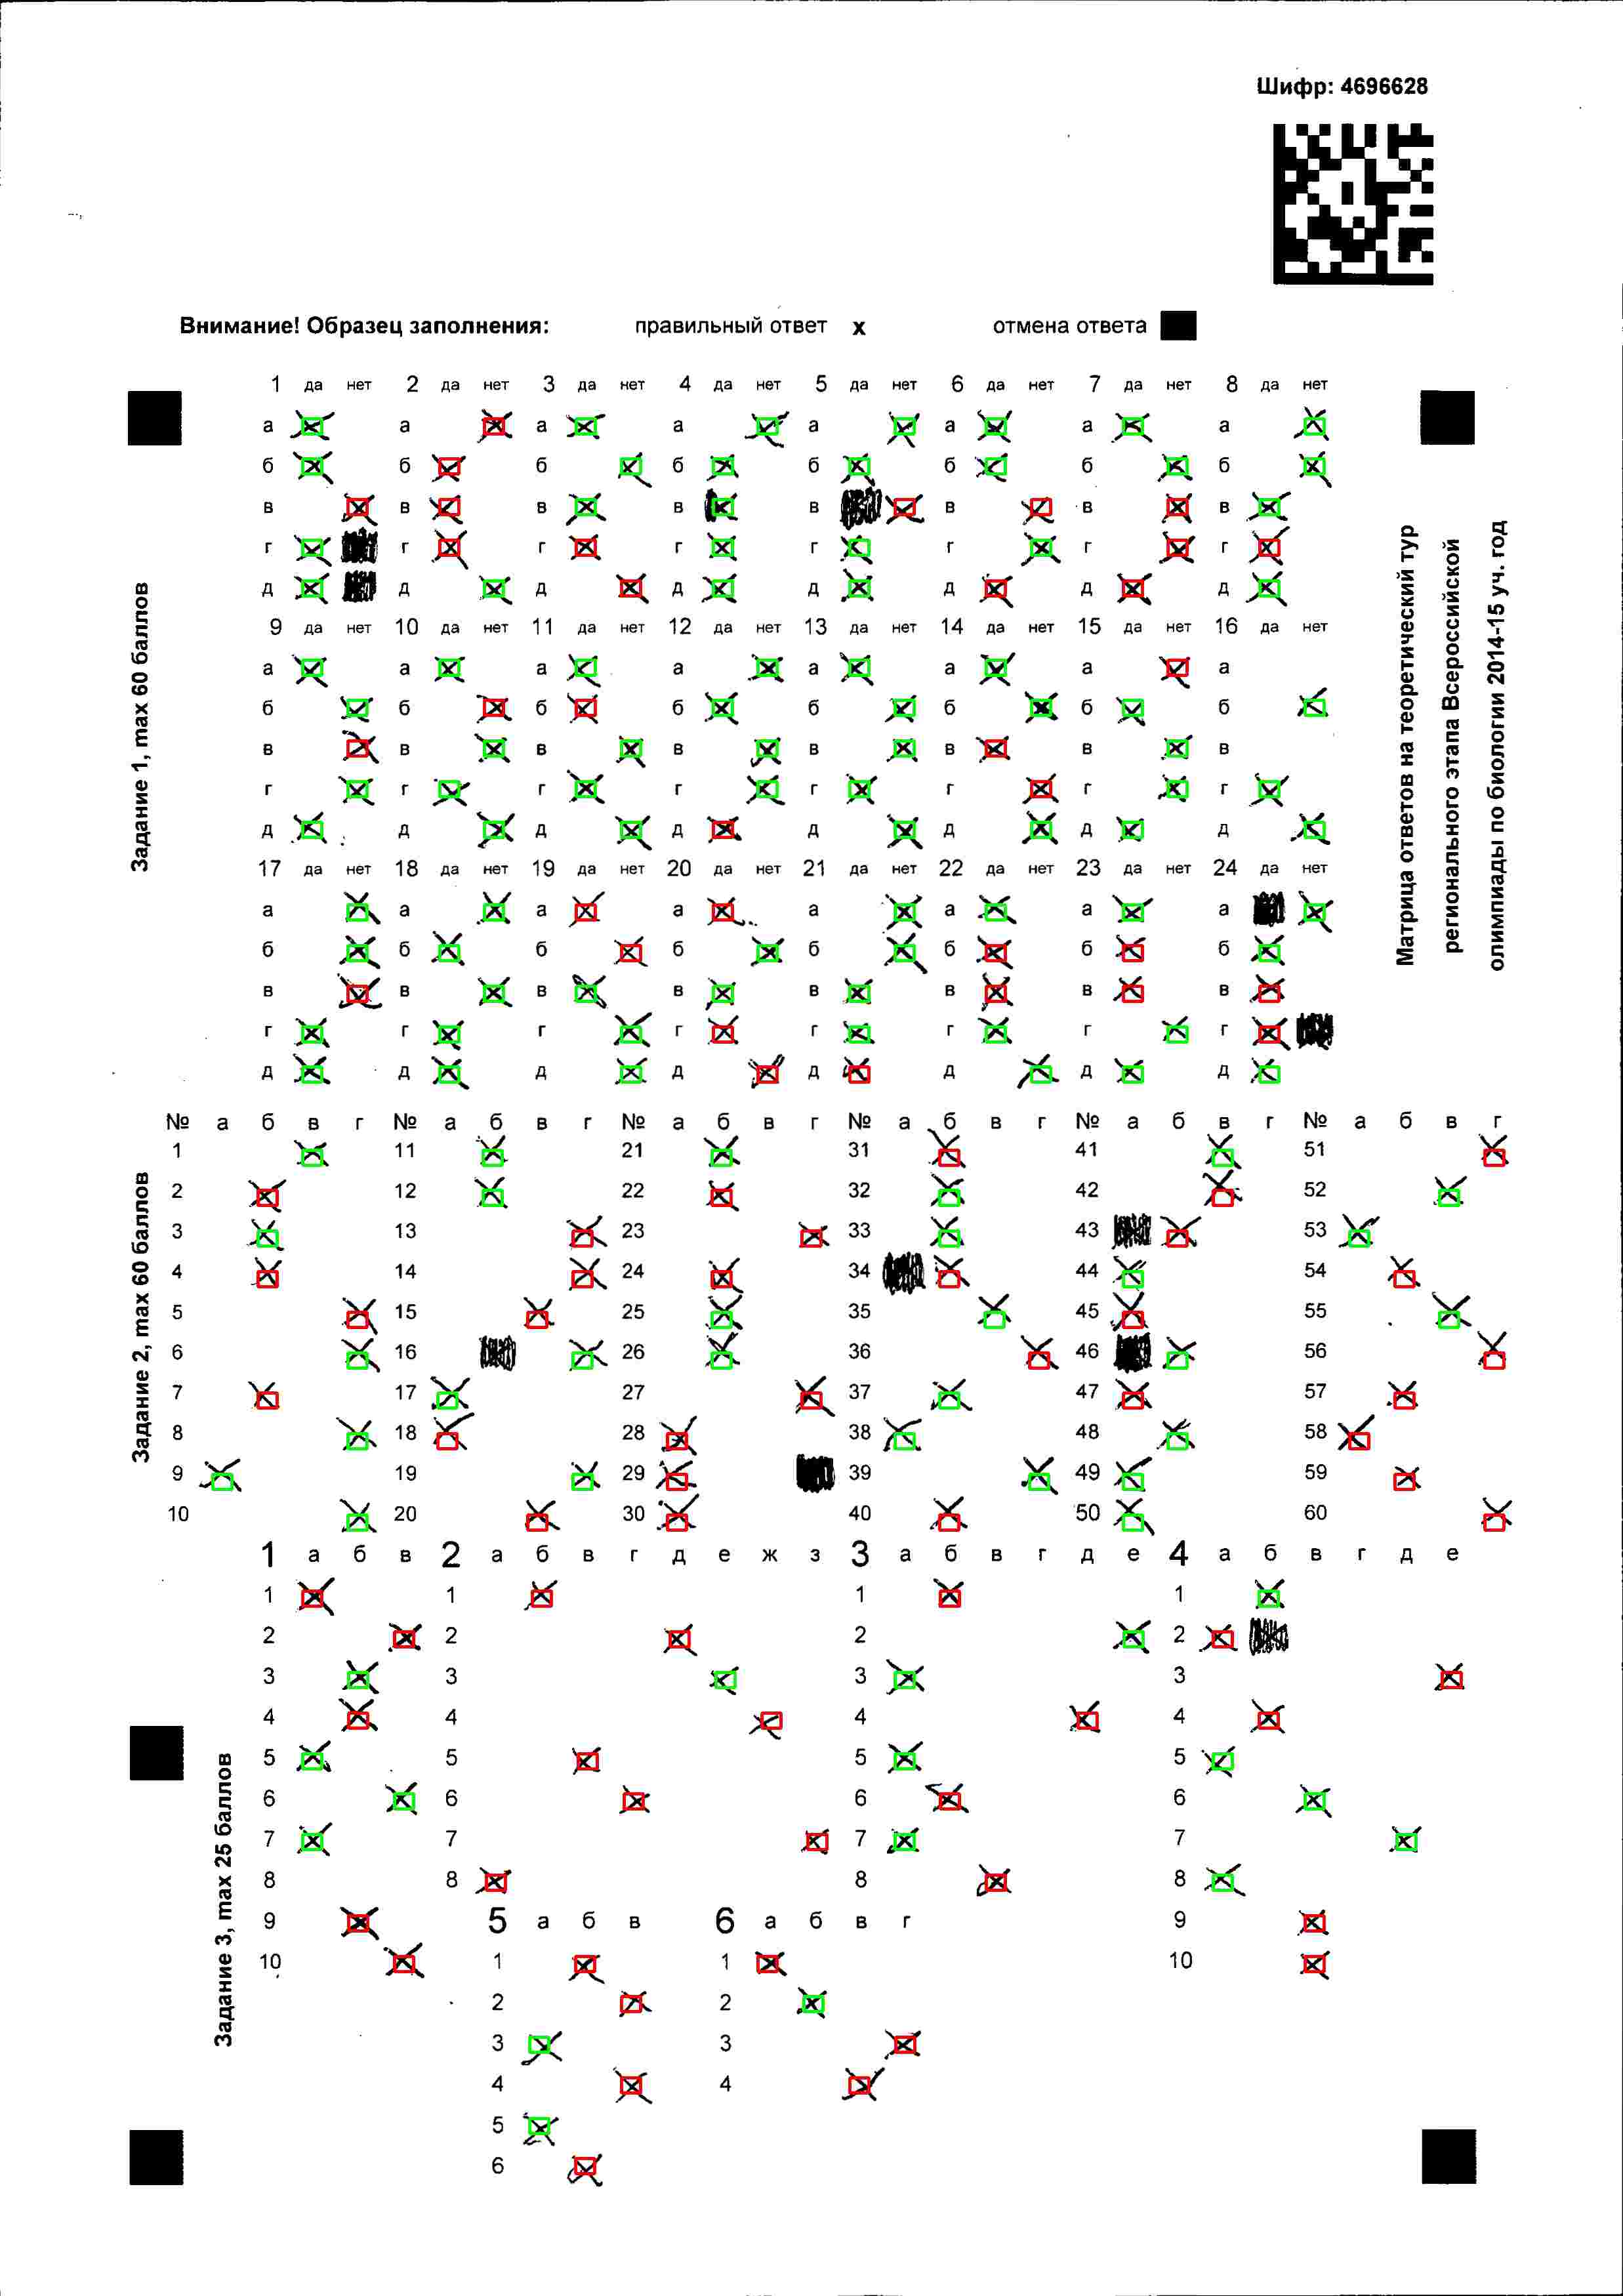 Шифр: 4696628
Внимание! Образец заполнения: правильный ответ х отмена ответа
1 да нет 2 да нет 3 да нет 4 да нет 5 да нет 6 да нет 7 да нет 8 да нет
а а а а а а а а
б б б б б б б б
в в в в в в в в
г г г г г г г г
д д д д д д д д
9 да нет 10 да нет 11 да нет 12 да нет 13 да нет 14 да нет 15 да нет 16 да нет
а а а а а а а а
б б б б б б б б
в в в в в в в в
г г г г г г г г
д д д д д д д д
17 да нет 18 да нет 19 да нет 20 да нет 21 да нет 22 да нет 23 да нет 24 да нет
а а а а а а а а
б б б б б б б б
в в в в в в в в
г г г г г г г г
д д д д д д д д
Задание 1, max 60 баллов
Матрица ответов на теоретический тур
регионального этапа Всероссийской
олимпиады по биологии 2014-15 уч. год
№ а б в г № а б в г № а б в г № а б в г № а б в г № а б в г
1 11 21 31 41 51
2 12 22 32 42 52
3 13 23 33 43 53
4 14 24 34 44 54
5 15 25 35 45 55
6 16 26 36 46 56
7 17 27 37 47 57
8 18 28 38 48 58
9 19 29 39 49 59
10 20 30 40 50 60
Задание 2, max 60 баллов
1 а б в 2 а б в г д е ж з 3 а б в г д е 4 а б в г д е
1 1 1 1
2 2 2 2
3 3 3 3
4 4 4 4
5 5 5 5
6 6 6 6
7 7 7 7
8 8 8 8
9 5 а б в 6 а б в г 9
10 1 1 10
2 2
3 3
4 4
5
6
Задание 3, max 25 баллов